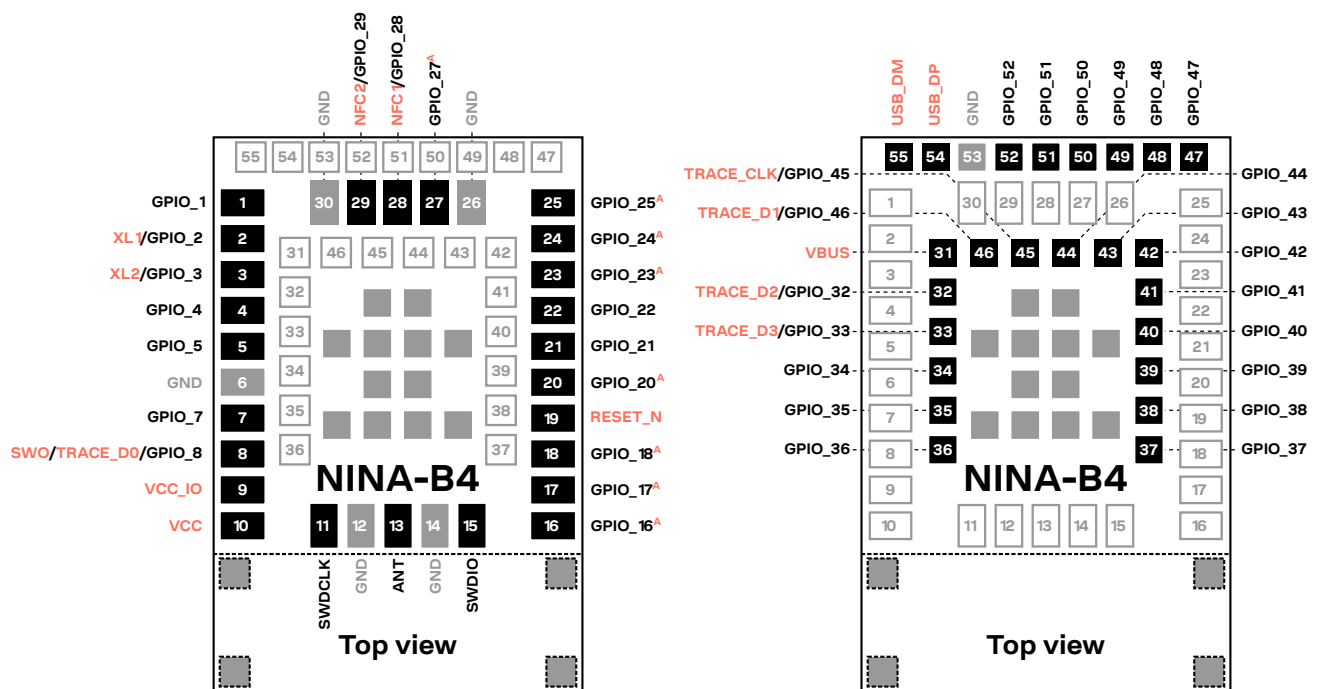 GND
NFC2/GPIO_29
NFC1/GPIO_28
GPIO_27A
GND
55 54 53 52 51 50 49 48 47
30 29 28 27 26
GPIO_1 1 25 GPIO_25A
XL1/GPIO_2 2 24 GPIO_24A
31 46 45 44 43 42
XL2/GPIO_3 3 23 GPIO_23A
32 41
GPIO_4 4 22 GPIO_22
33 40
GPIO_5 5 21 GPIO_21
34 39
GND 6 20 GPIO_20A
35 38
GPIO_7 7 19 RESET_N
36 37
SWO/TRACE_D0/GPIO_8 8 18 GPIO_18A
NINA-B4
VCC_IO 9 17 GPIO_17A
VCC 10 16 GPIO_16A
11 12 13 14 15
SWDCLK
GND
ANT
GND
SWDIO
Top view
USB_DM
USB_DP
GND
GPIO_52
GPIO_51
GPIO_50
GPIO_49
GPIO_48
GPIO_47
55 54 53 52 51 50 49 48 47
TRACE_CLK/GPIO_45 GPIO_44
1 30 29 28 27 26 25
TRACE_D1/GPIO_46 GPIO_43
2 24
VBUS 31 46 45 44 43 42 GPIO_42
3 23
TRACE_D2/GPIO_32 32 41 GPIO_41
4 22
TRACE_D3/GPIO_33 33 40 GPIO_40
5 21
GPIO_34 34 39 GPIO_39
6 20
GPIO_35 35 38 GPIO_38
7 19
GPIO_36 36 37 GPIO_37
8 18
NINA-B4
9 17
10 11 12 13 14 15 16
Top view